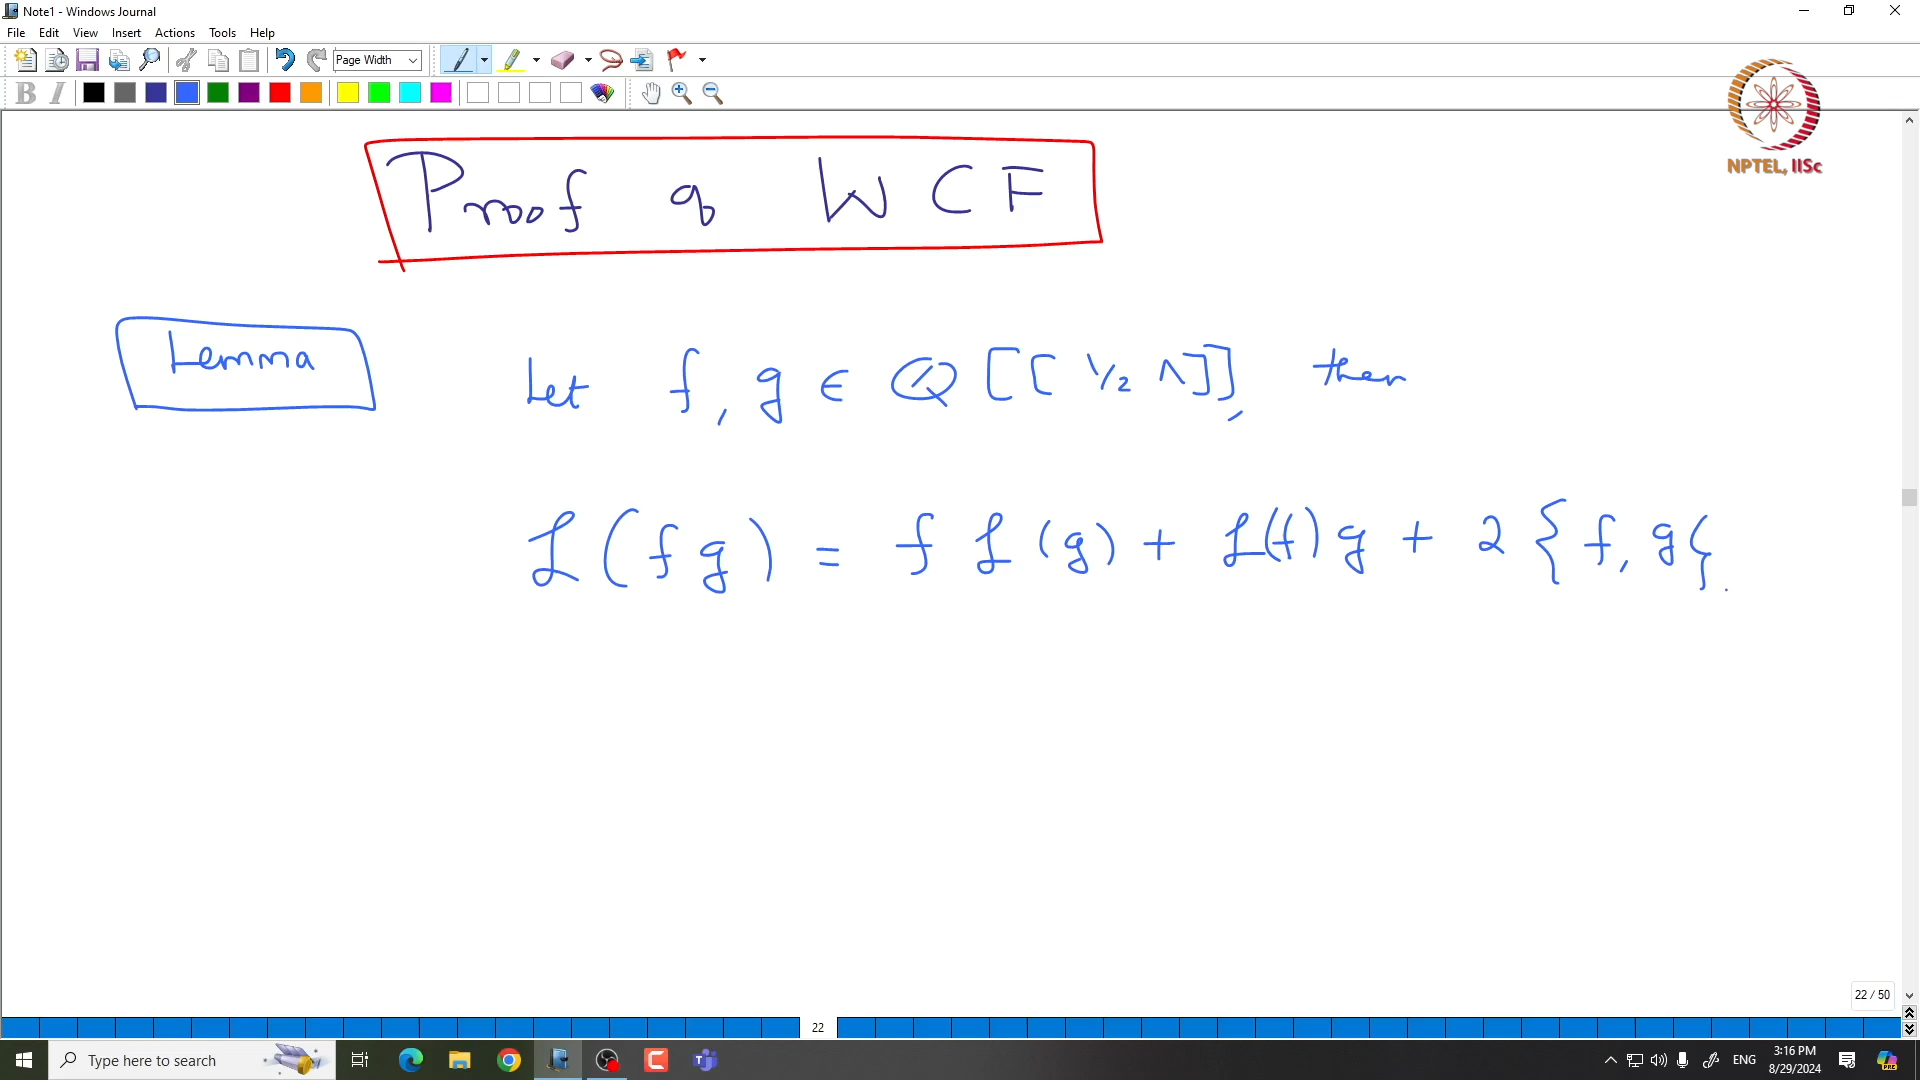 Note1 - Windows Journal
File Edit View Insert Actions Tools Help
Page Width
B I
NPTEL, IISc
Proof of WCF
Lemma
Let f, g ∈ Q [[ 1/2 Λ ]], then
L (fg) = f L (g) + L(f) g + 2 { f, g }.
22 / 50
22
Type here to search
ENG
3:16 PM
8/29/2024